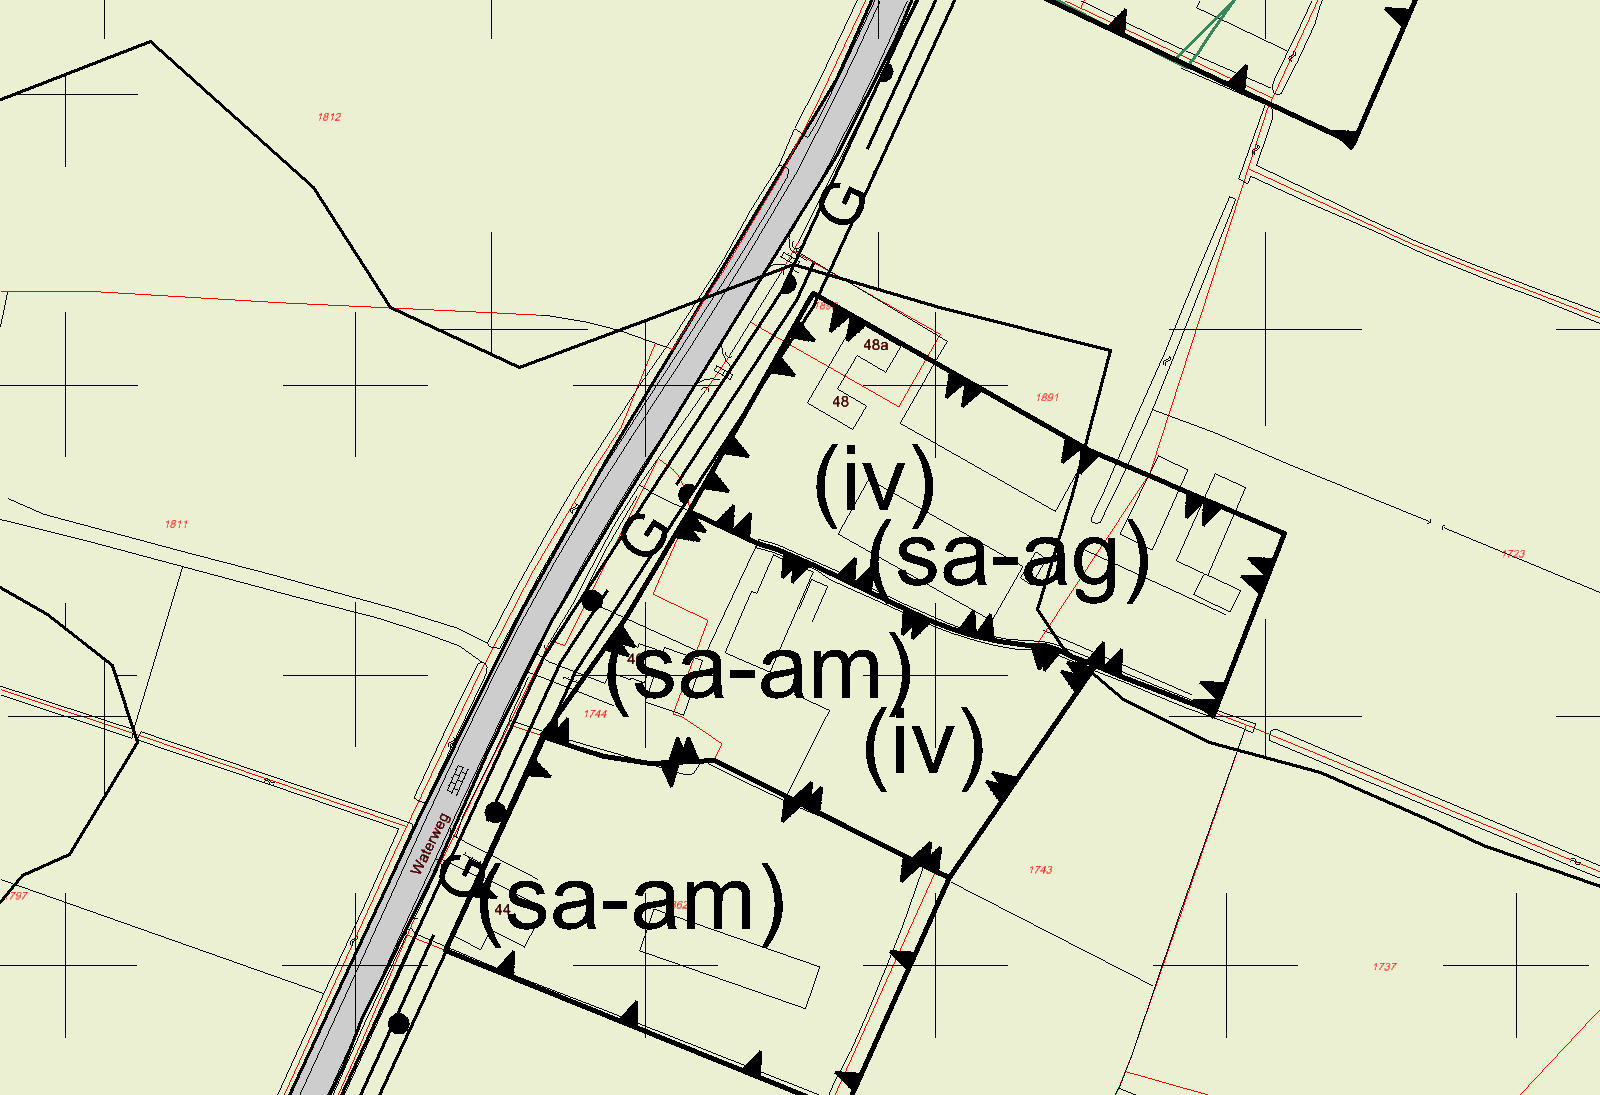 1812
G
48a
48
1891
(iv)
1811
G
(sa-ag)
1723
(sa-am)
1744
(iv)
Waterweg
G
1743
44
(sa-am)
1737